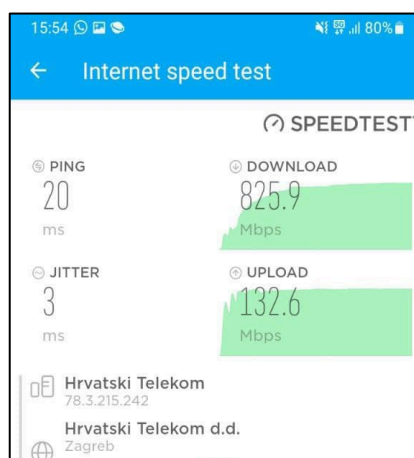 15:54 80%
Internet speed test
SPEEDTEST
PING DOWNLOAD
20 825.9
ms Mbps
JITTER UPLOAD
3 132.6
ms Mbps
Hrvatski Telekom
78.3.215.242
Hrvatski Telekom d.d.
Zagreb